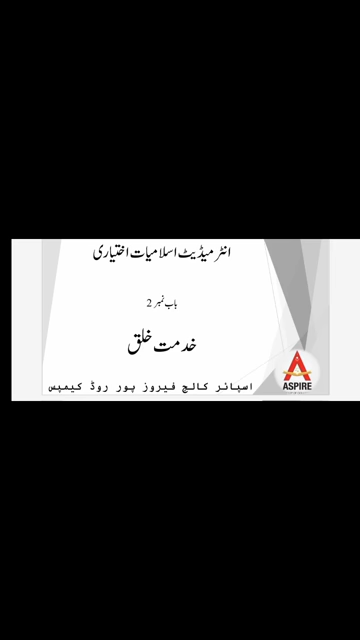 انٹرمیڈیٹ اسلامیات اختیاری
باب نمبر 2
خدمت خلق
اسپائر کالج فیروز پور روڈ کیمپس
ASPIRE